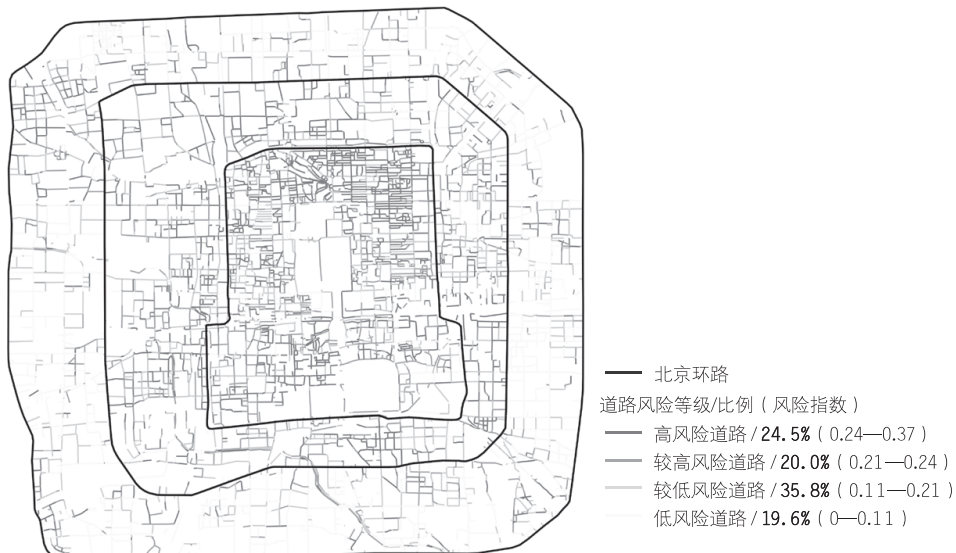 北京环路
道路风险等级/比例（风险指数）
高风险道路/24.5%（0.24—0.37）
较高风险道路/20.0%（0.21—0.24）
较低风险道路/35.8%（0.11—0.21）
低风险道路/19.6%（0—0.11）